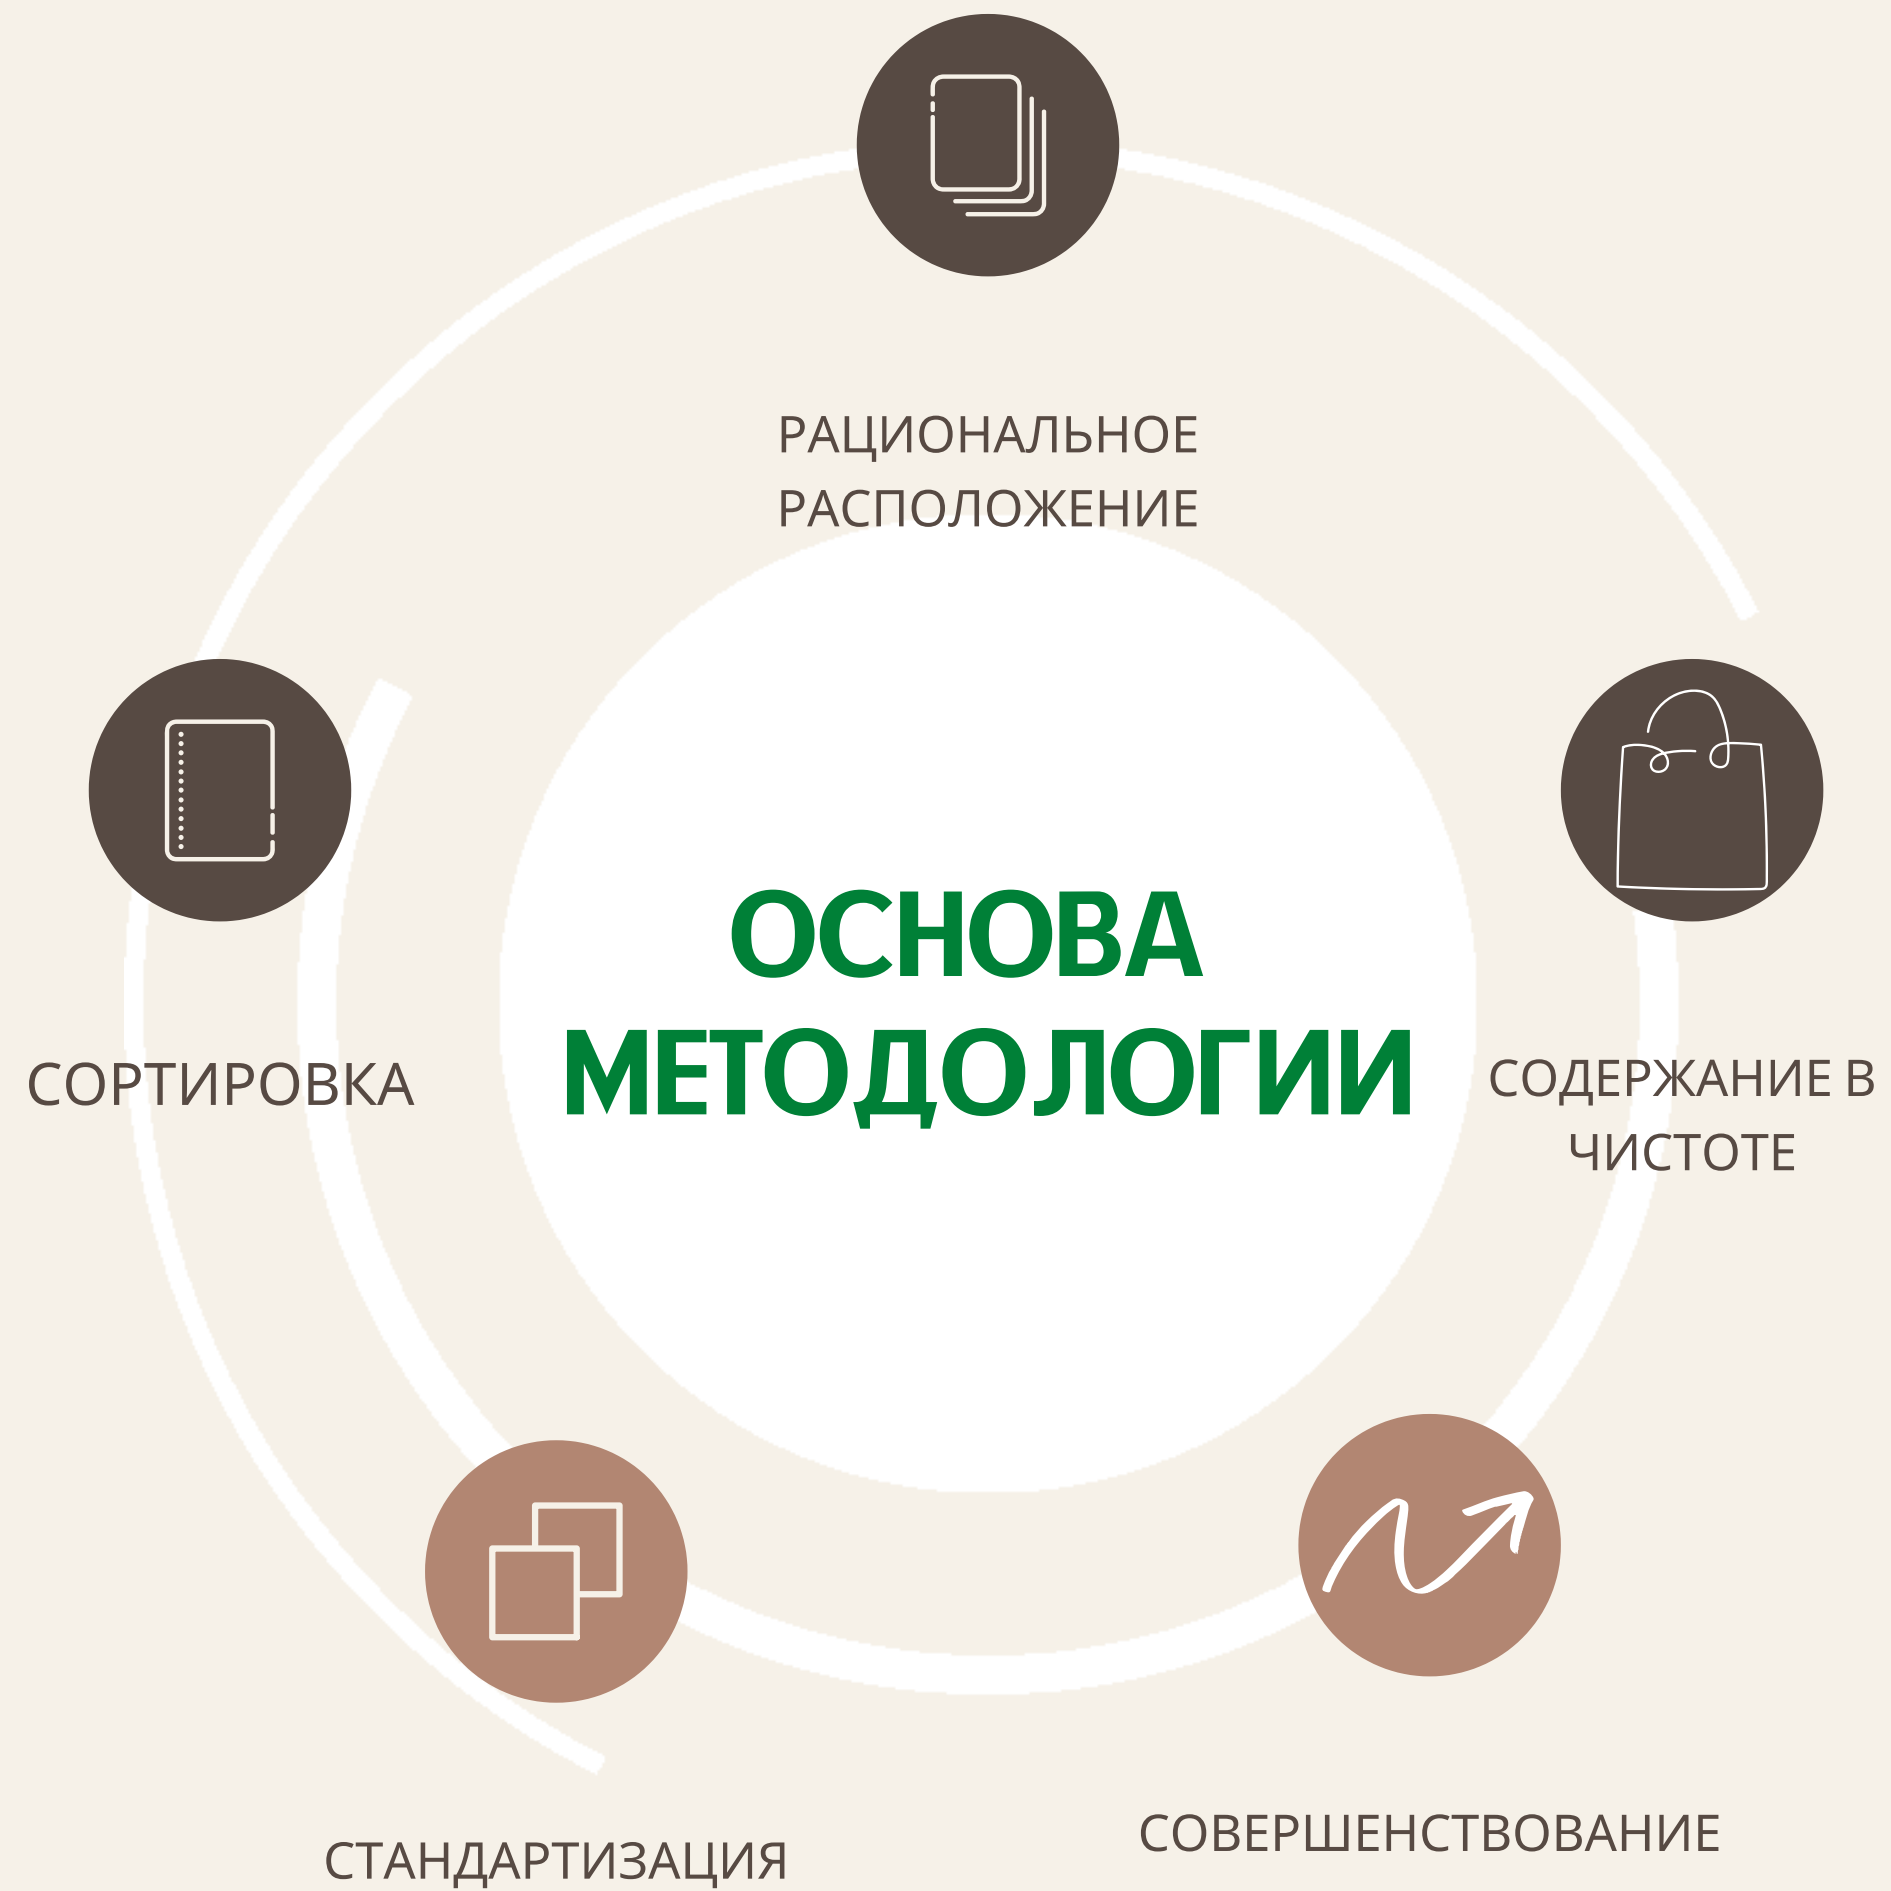 РАЦИОНАЛЬНОЕ
РАСПОЛОЖЕНИЕ
ОСНОВА
МЕТОДОЛОГИИ
СОРТИРОВКА
СОДЕРЖАНИЕ В
ЧИСТОТЕ
СТАНДАРТИЗАЦИЯ
СОВЕРШЕНСТВОВАНИЕ